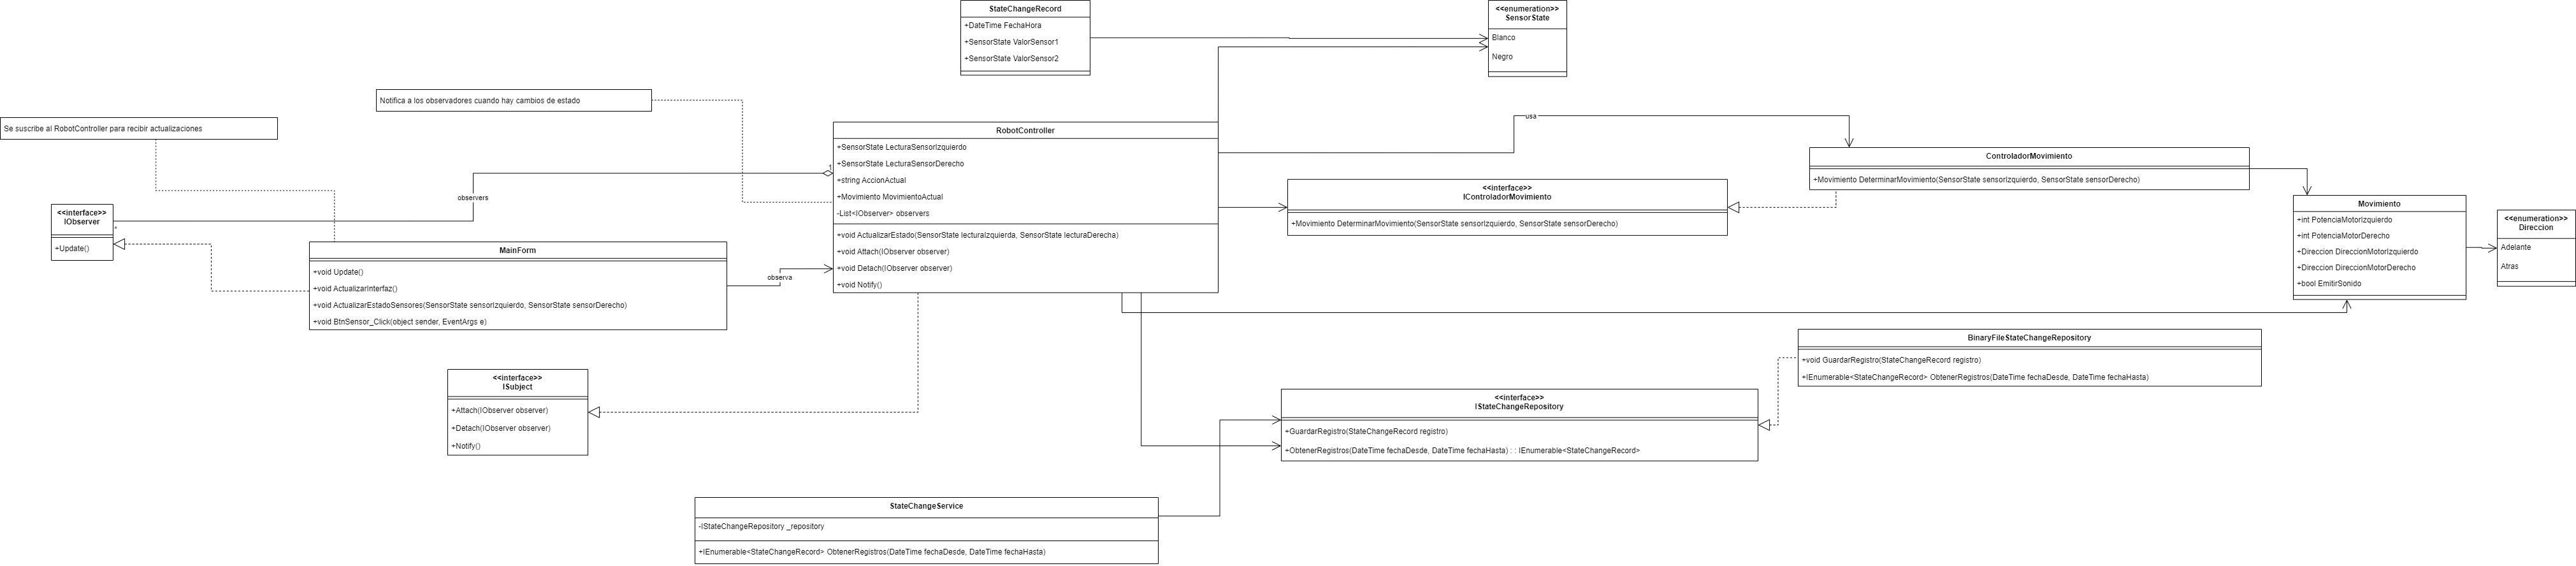 StateChangeRecord
+DateTime FechaHora
+SensorState ValorSensor1
+SensorState ValorSensor2
<<enumeration>>
SensorState
Blanco
Negro
Notifica a los observadores cuando hay cambios de estado
Se suscribe al RobotController para recibir actualizaciones
RobotController
+SensorState LecturaSensorIzquierdo
+SensorState LecturaSensorDerecho
+string AccionActual
+Movimiento MovimientoActual
-List<IObserver> observers
+void ActualizarEstado(SensorState lecturaIzquierda, SensorState lecturaDerecha)
+void Attach(IObserver observer)
+void Detach(IObserver observer)
+void Notify()
usa
1
observers
*
<<interface>>
IObserver
+Update()
MainForm
+void Update()
+void ActualizarInterfaz()
+void ActualizarEstadoSensores(SensorState sensorIzquierdo, SensorState sensorDerecho)
+void BtnSensor_Click(object sender, EventArgs e)
observa
<<interface>>
IControladorMovimiento
+Movimiento DeterminarMovimiento(SensorState sensorIzquierdo, SensorState sensorDerecho)
ControladorMovimiento
+Movimiento DeterminarMovimiento(SensorState sensorIzquierdo, SensorState sensorDerecho)
Movimiento
+int PotenciaMotorIzquierdo
+int PotenciaMotorDerecho
+Direccion DireccionMotorIzquierdo
+Direccion DireccionMotorDerecho
+bool EmitirSonido
<<enumeration>>
Direccion
Adelante
Atras
<<interface>>
ISubject
+Attach(IObserver observer)
+Detach(IObserver observer)
+Notify()
BinaryFileStateChangeRepository
+void GuardarRegistro(StateChangeRecord registro)
+IEnumerable<StateChangeRecord> ObtenerRegistros(DateTime fechaDesde, DateTime fechaHasta)
<<interface>>
IStateChangeRepository
+GuardarRegistro(StateChangeRecord registro)
+ObtenerRegistros(DateTime fechaDesde, DateTime fechaHasta) : : IEnumerable<StateChangeRecord>
StateChangeService
-IStateChangeRepository _repository
+IEnumerable<StateChangeRecord> ObtenerRegistros(DateTime fechaDesde, DateTime fechaHasta)